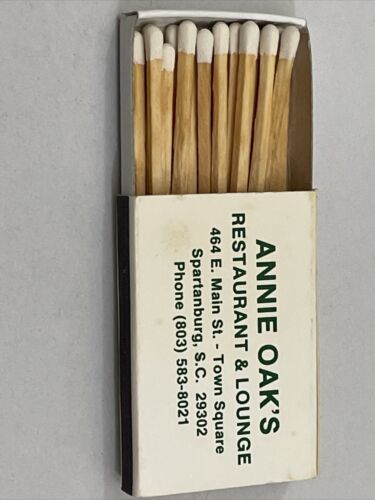 ANNIE OAK'S
RESTAURANT & LOUNGE
464 E. Main St. - Town Square
Spartanburg, S.C. 29302
Phone (803) 583-8021